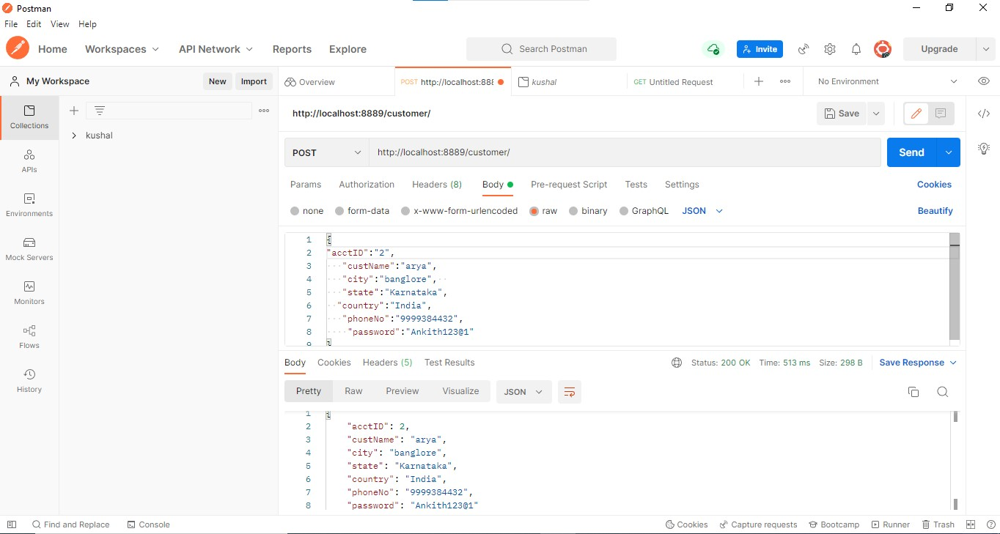 Postman
File Edit View Help
Home Workspaces API Network Reports Explore Search Postman Invite Upgrade
My Workspace New Import Overview POST http://localhost:888 kushal GET Untitled Request No Environment
Collections
kushal
APIs
Environments
Mock Servers
Monitors
Flows
History
http://localhost:8889/customer/ Save
POST http://localhost:8889/customer/ Send
Params Authorization Headers (8) Body Pre-request Script Tests Settings Cookies
none form-data x-www-form-urlencoded raw binary GraphQL JSON Beautify
1 {
2 "acctID":"2",
3 "custName":"arya",
4 "city":"banglore",
5 "state":"Karnataka",
6 "country":"India",
7 "phoneNo":"9999384432",
8 "password":"Ankith123@1"
9 }
Body Cookies Headers (5) Test Results Status: 200 OK Time: 513 ms Size: 298 B Save Response
Pretty Raw Preview Visualize JSON
1 {
2 "acctID": 2,
3 "custName": "arya",
4 "city": "banglore",
5 "state": "Karnataka",
6 "country": "India",
7 "phoneNo": "9999384432",
8 "password": "Ankith123@1"
Find and Replace Console Cookies Capture requests Bootcamp Runner Trash